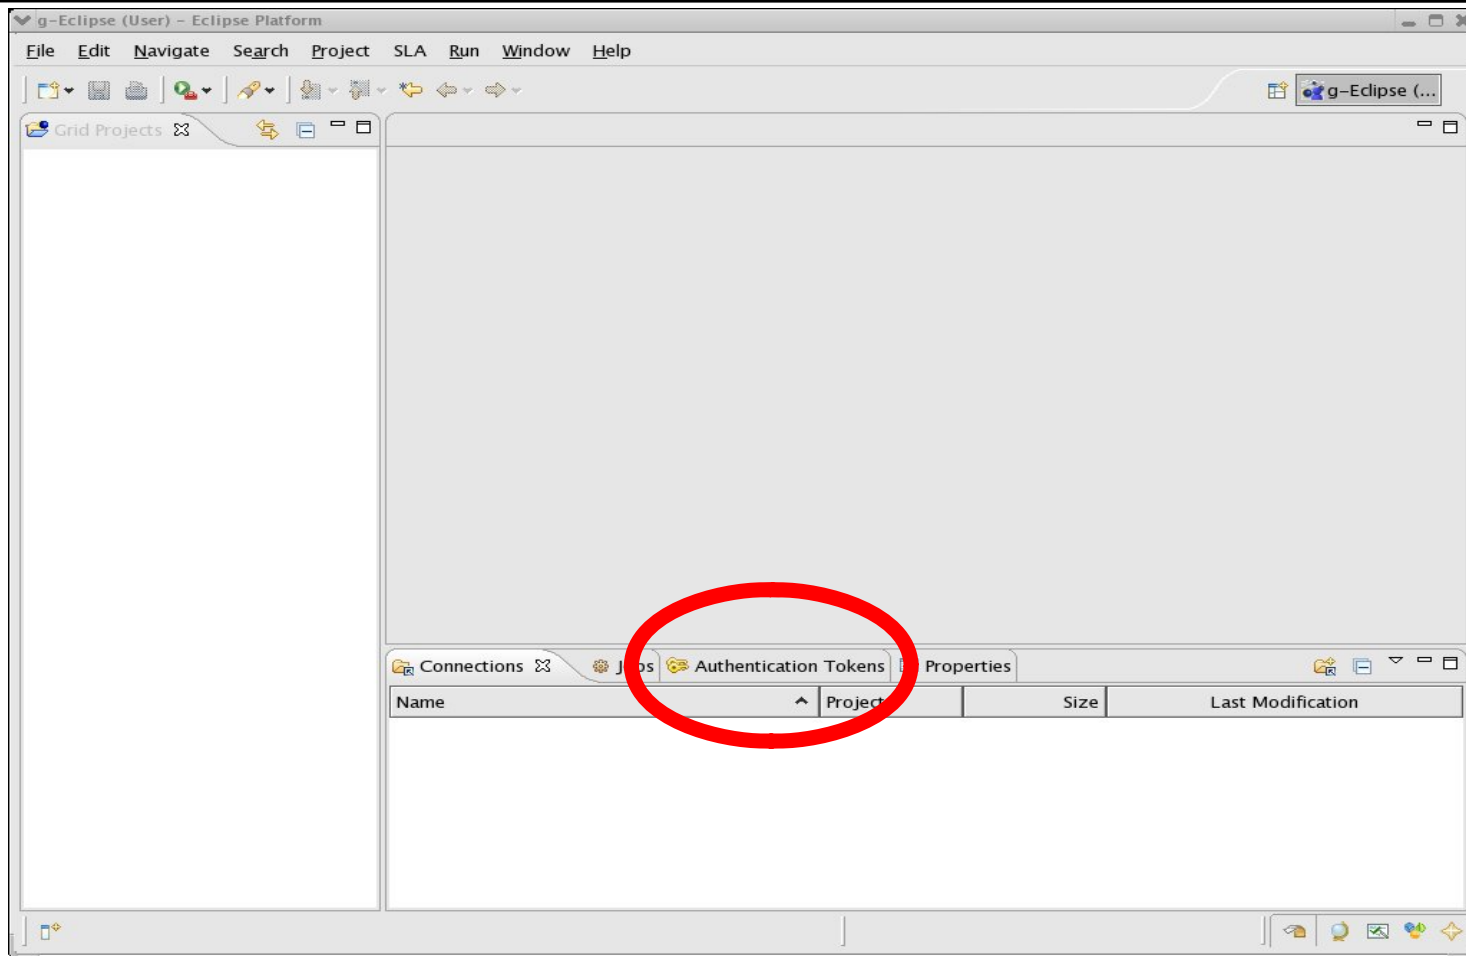 g-Eclipse (User) - Eclipse Platform
File Edit Navigate Search Project SLA Run Window Help
g-Eclipse (...
Grid Projects
Connections Authentication Tokens Properties
Name Project Size Last Modification